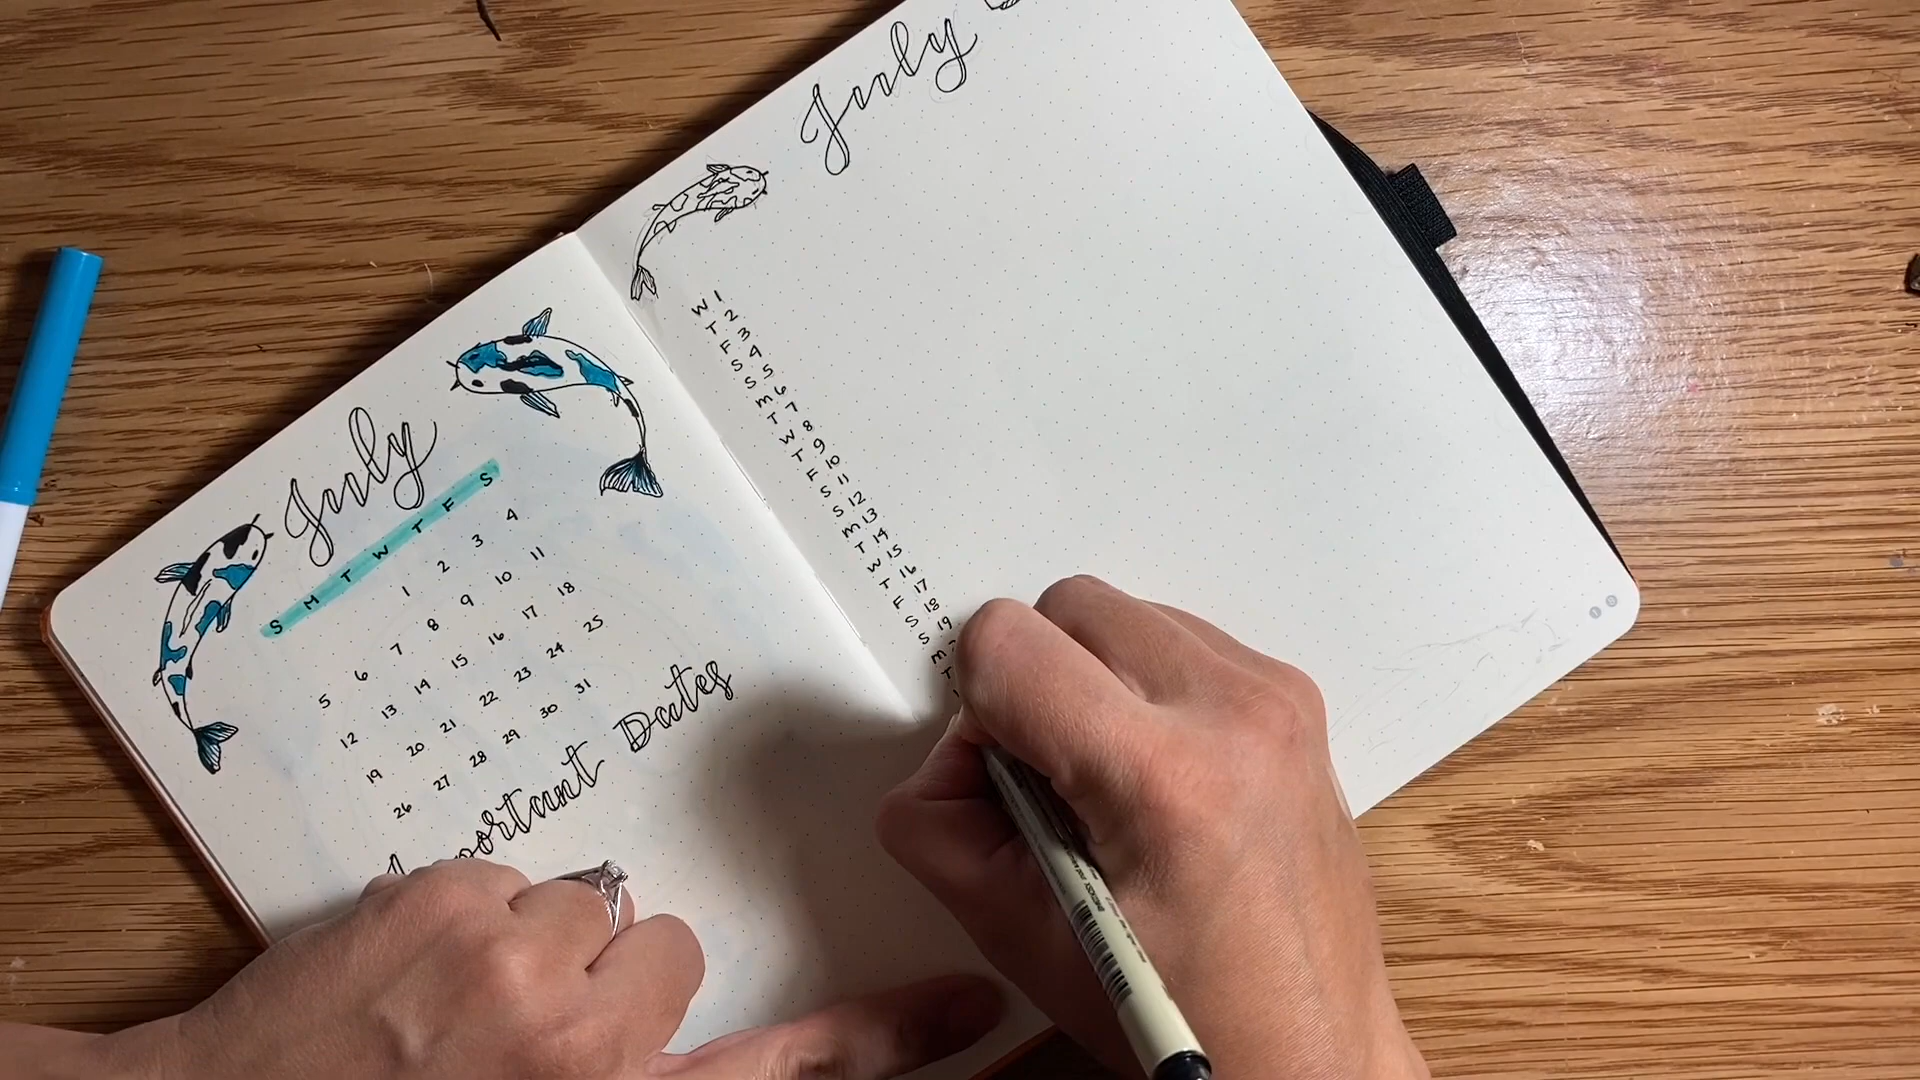 July
S M T W T F S
1 2 3 4
5 6 7 8 9 10 11
12 13 14 15 16 17 18
19 20 21 22 23 24 25
26 27 28 29 30 31
Dates
July
W 1
T 2
F 3
S 4
S 5
M 6
T 7
W 8
T 9
F 10
S 11
S 12
M 13
T 14
W 15
T 16
F 17
S 18
S 19
M
T